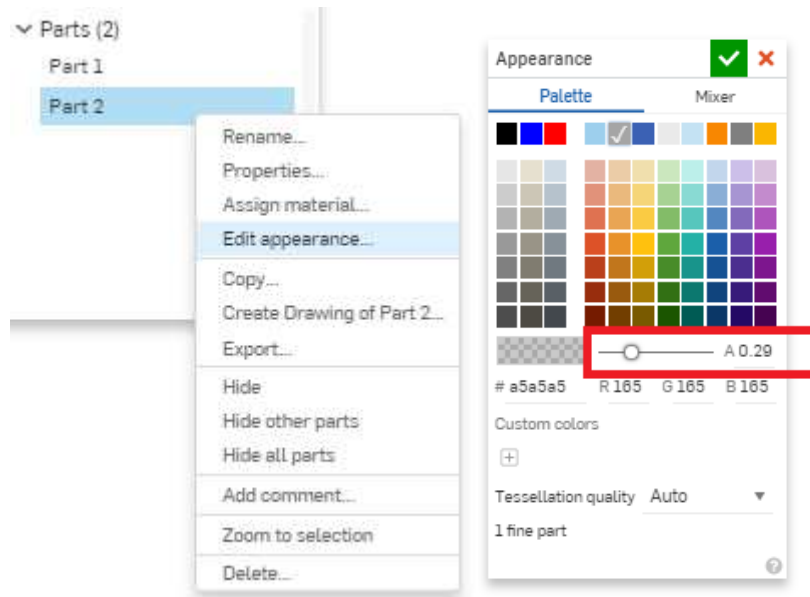 Parts (2)
Part 1
Part 2
Rename...
Properties...
Assign material...
Edit appearance...
Copy...
Create Drawing of Part 2...
Export...
Hide
Hide other parts
Hide all parts
Add comment...
Zoom to selection
Delete...
Appearance
Palette Mixer
A 0.29
# a5a5a5 R 165 G 165 B 165
Custom colors
Tessellation quality Auto
1 fine part